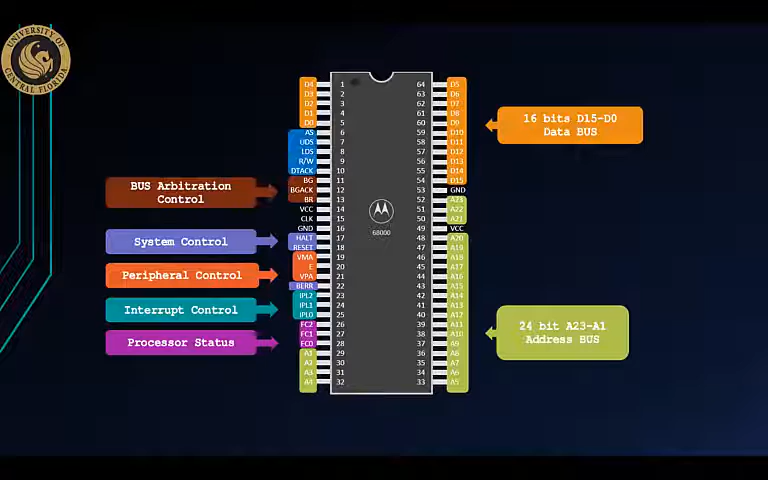 UNIVERSITY OF
CENTRAL FLORIDA
D4 1 64 D5
D3 2 63 D6
D2 3 62 D7
D1 4 61 D8
D0 5 60 D9
AS 6 59 D10
UDS 7 58 D11
LDS 8 57 D12
R/W 9 56 D13
DTACK 10 55 D14
BG 11 54 D15
BGACK 12 53 GND
BR 13 52 A23
VCC 14 51 A22
CLK 15 50 A21
GND 16 49 VCC
HALT 17 48 A20
RESET 18 47 A19
VMA 19 46 A18
E 20 45 A17
VPA 21 44 A16
BERR 22 43 A15
IPL2 23 42 A14
IPL1 24 41 A13
IPL0 25 40 A12
FC2 26 39 A11
FC1 27 38 A10
FC0 28 37 A9
A1 29 36 A8
A2 30 35 A7
A3 31 34 A6
A4 32 33 A5
68000
16 bits D15-D0
Data BUS
BUS Arbitration
Control
System Control
Peripheral Control
Interrupt Control
Processor Status
24 bit A23-A1
Address BUS